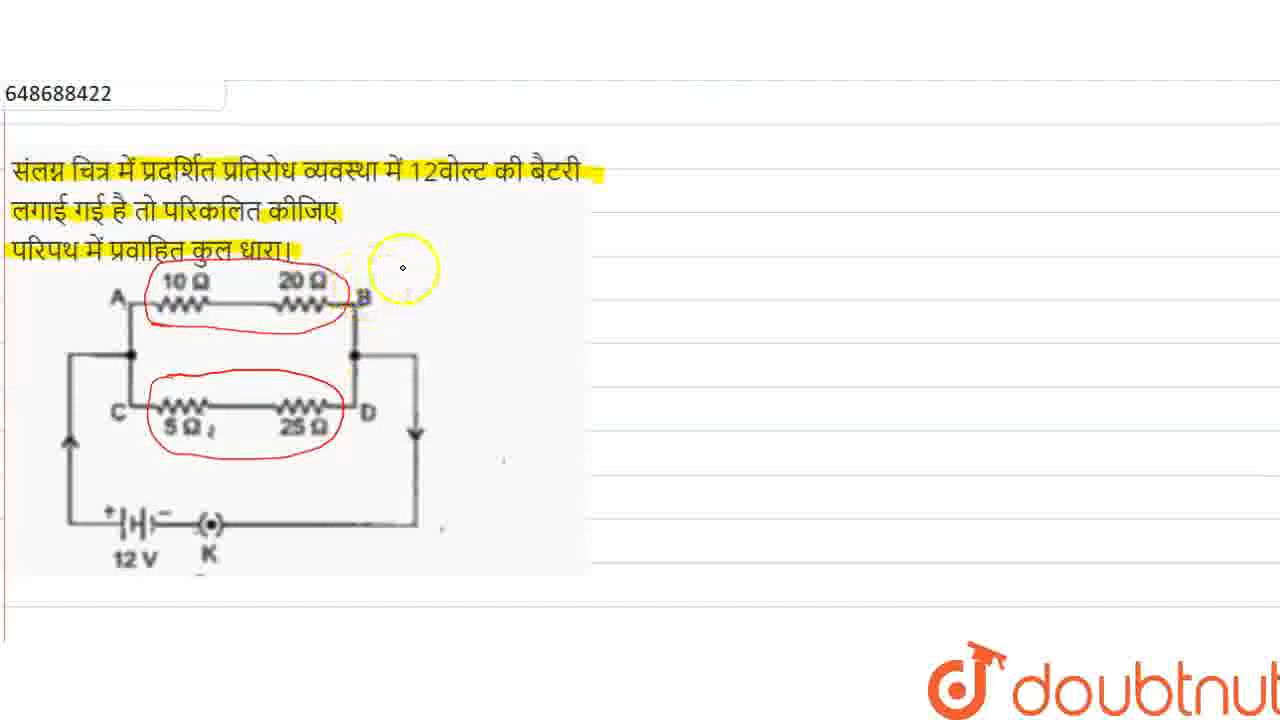 648688422
संलग्न चित्र में प्रदर्शित प्रतिरोध व्यवस्था में 12वोल्ट की बैटरी
लगाई गई है तो परिकलित कीजिए
परिपथ में प्रवाहित कुल धारा।
10 Ω 20 Ω
A B
C D
5 Ω 25 Ω
+ −
12 V K
doubtnut